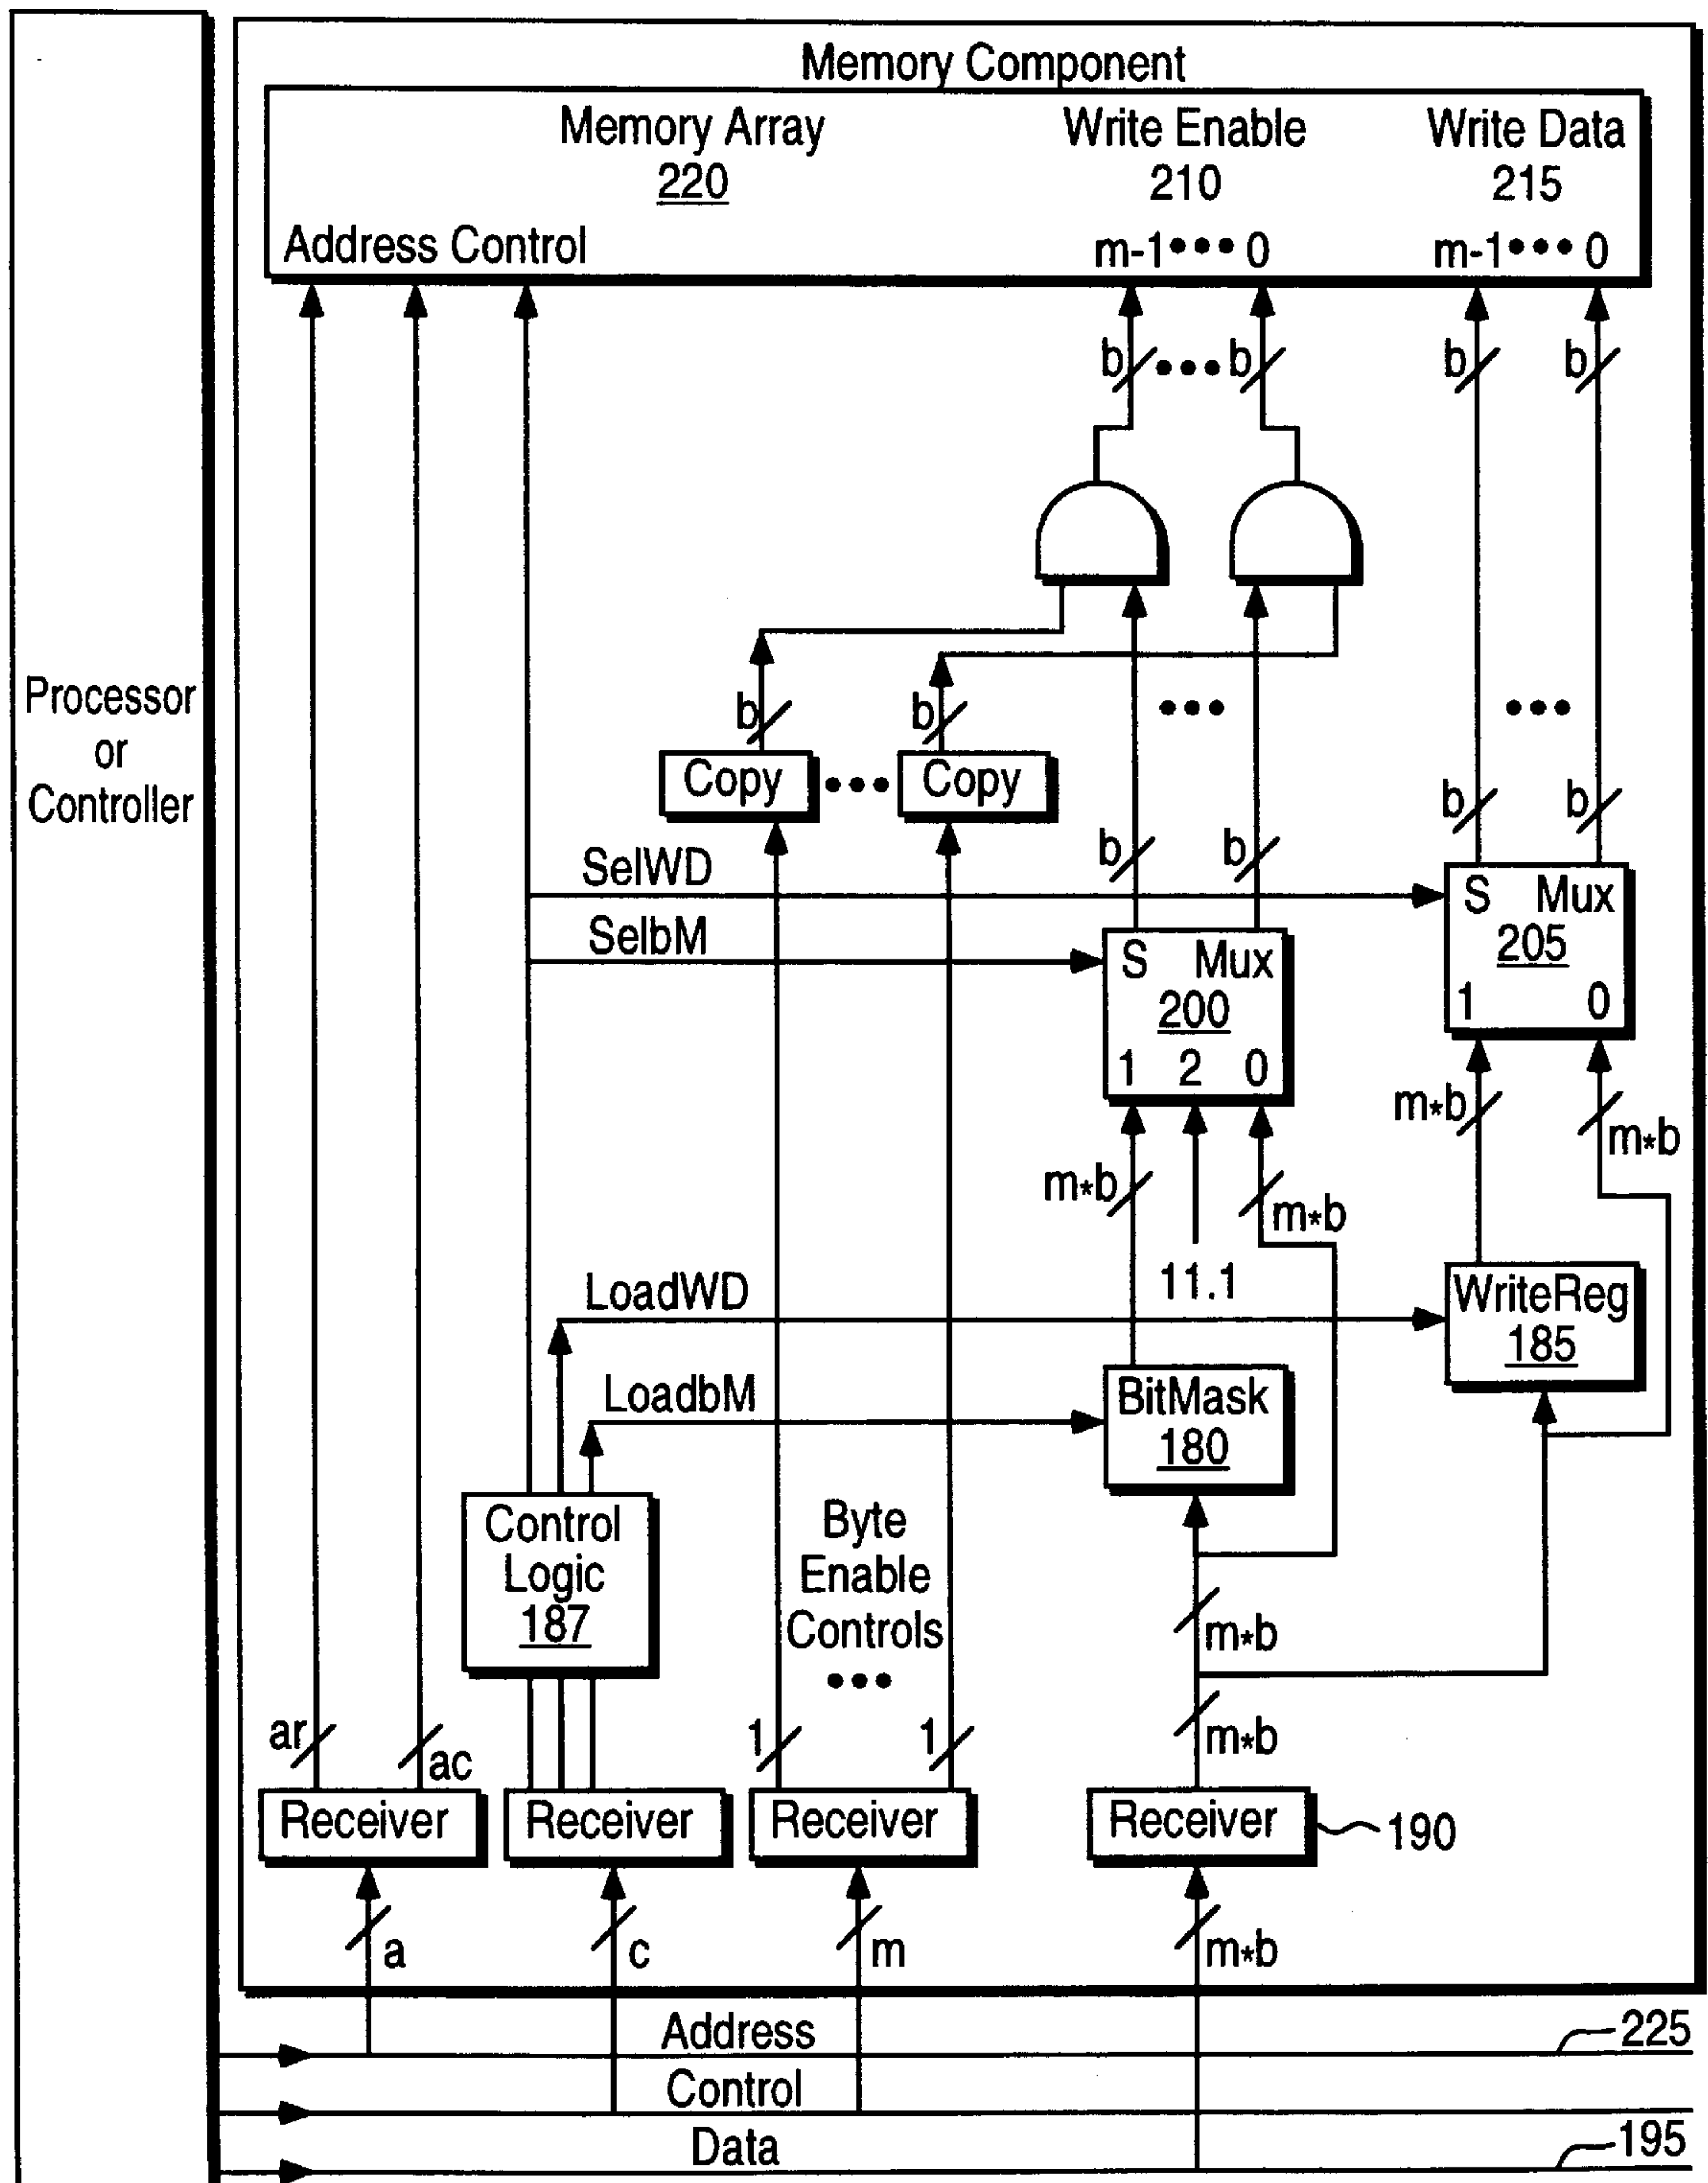 Memory Component
Memory Array
220
Write Enable
210
Write Data
215
Address Control
m-1••• 0
m-1••• 0
b ••• b
b b
Processor
or
Controller
b b
••• •••
Copy ••• Copy
b b
b b
SelWD
SelbM
S Mux
205
1 0
S Mux
200
1 2 0
m*b
m*b
m*b
m*b
11.1
LoadWD
WriteReg
185
LoadbM
BitMask
180
Control
Logic
187
Byte
Enable
Controls
•••
m*b
m*b
ar
ac
1 1
Receiver
Receiver
Receiver
Receiver
190
a
c
m
m*b
Address
225
Control
Data
195